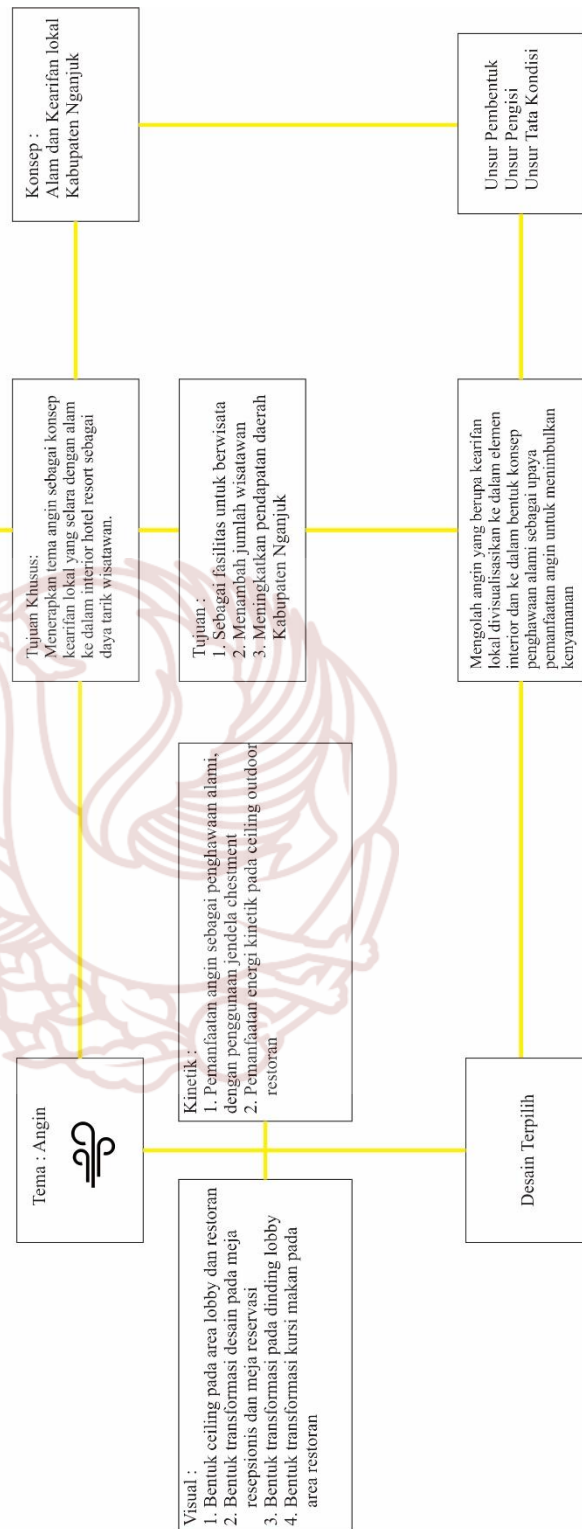 Tema : Angin
Tujuan Khusus:
Menerapkan tema angin sebagai konsep
kearifan lokal yang selara dengan alam
ke dalam interior hotel resort sebagai
daya tarik wisatawan.
Konsep :
Alam dan Kearifan lokal
Kabupaten Nganjuk
Visual :
1. Bentuk ceiling pada area lobby dan restoran
2. Bentuk transformasi desain pada meja
resepsionis dan meja reservasi
3. Bentuk transformasi pada dinding lobby
4. Bentuk transformasi kursi makan pada
area restoran
Kinetik :
1. Pemanfaatan angin sebagai penghawaan alami,
dengan penggunaan jendela chestment
2. Pemanfaatan energi kinetik pada ceiling outdoor
restoran
Tujuan :
1. Sebagai fasilitas untuk berwisata
2. Menambah jumlah wisatawan
3. Meningkatkan pendapatan daerah
Kabupaten Nganjuk
Desain Terpilih
Mengolah angin yang berupa kearifan
lokal divisualisasikan ke dalam elemen
interior dan ke dalam bentuk konsep
penghawaan alami sebagai upaya
pemanfaatan angin untuk menimbulkan
kenyamanan
Unsur Pembentuk
Unsur Pengisi
Unsur Tata Kondisi